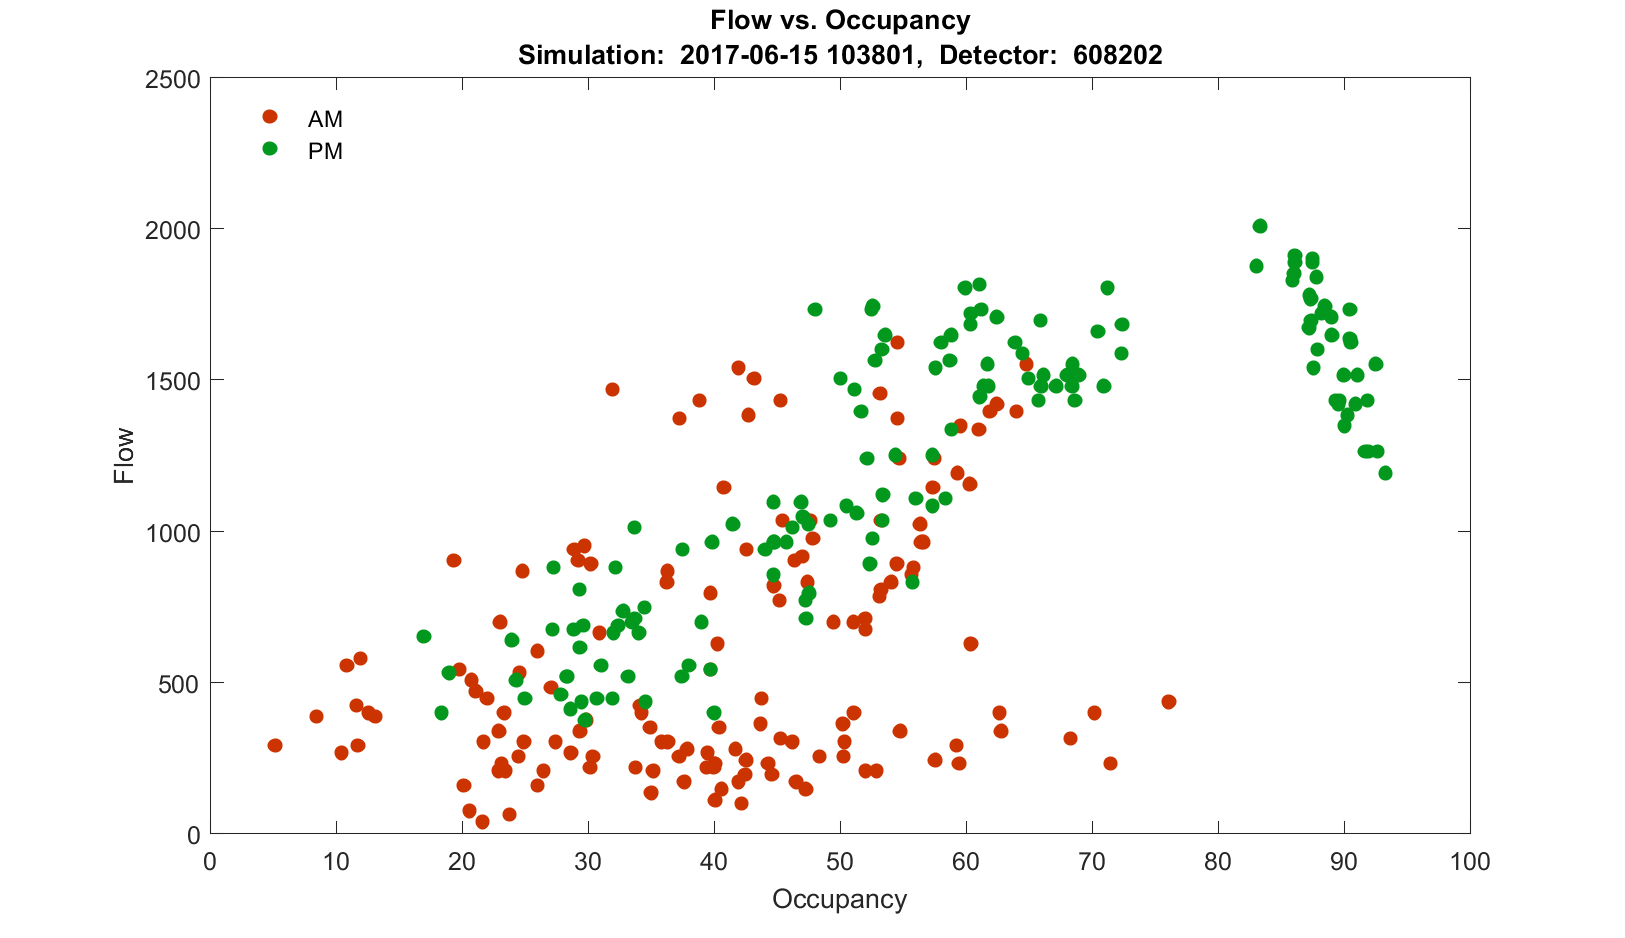 Flow vs. Occupancy
Simulation:  2017-06-15 103801,  Detector:  608202
2500
AM
PM
2000
1500
Flow
1000
500
0
0 10 20 30 40 50 60 70 80 90 100
Occupancy